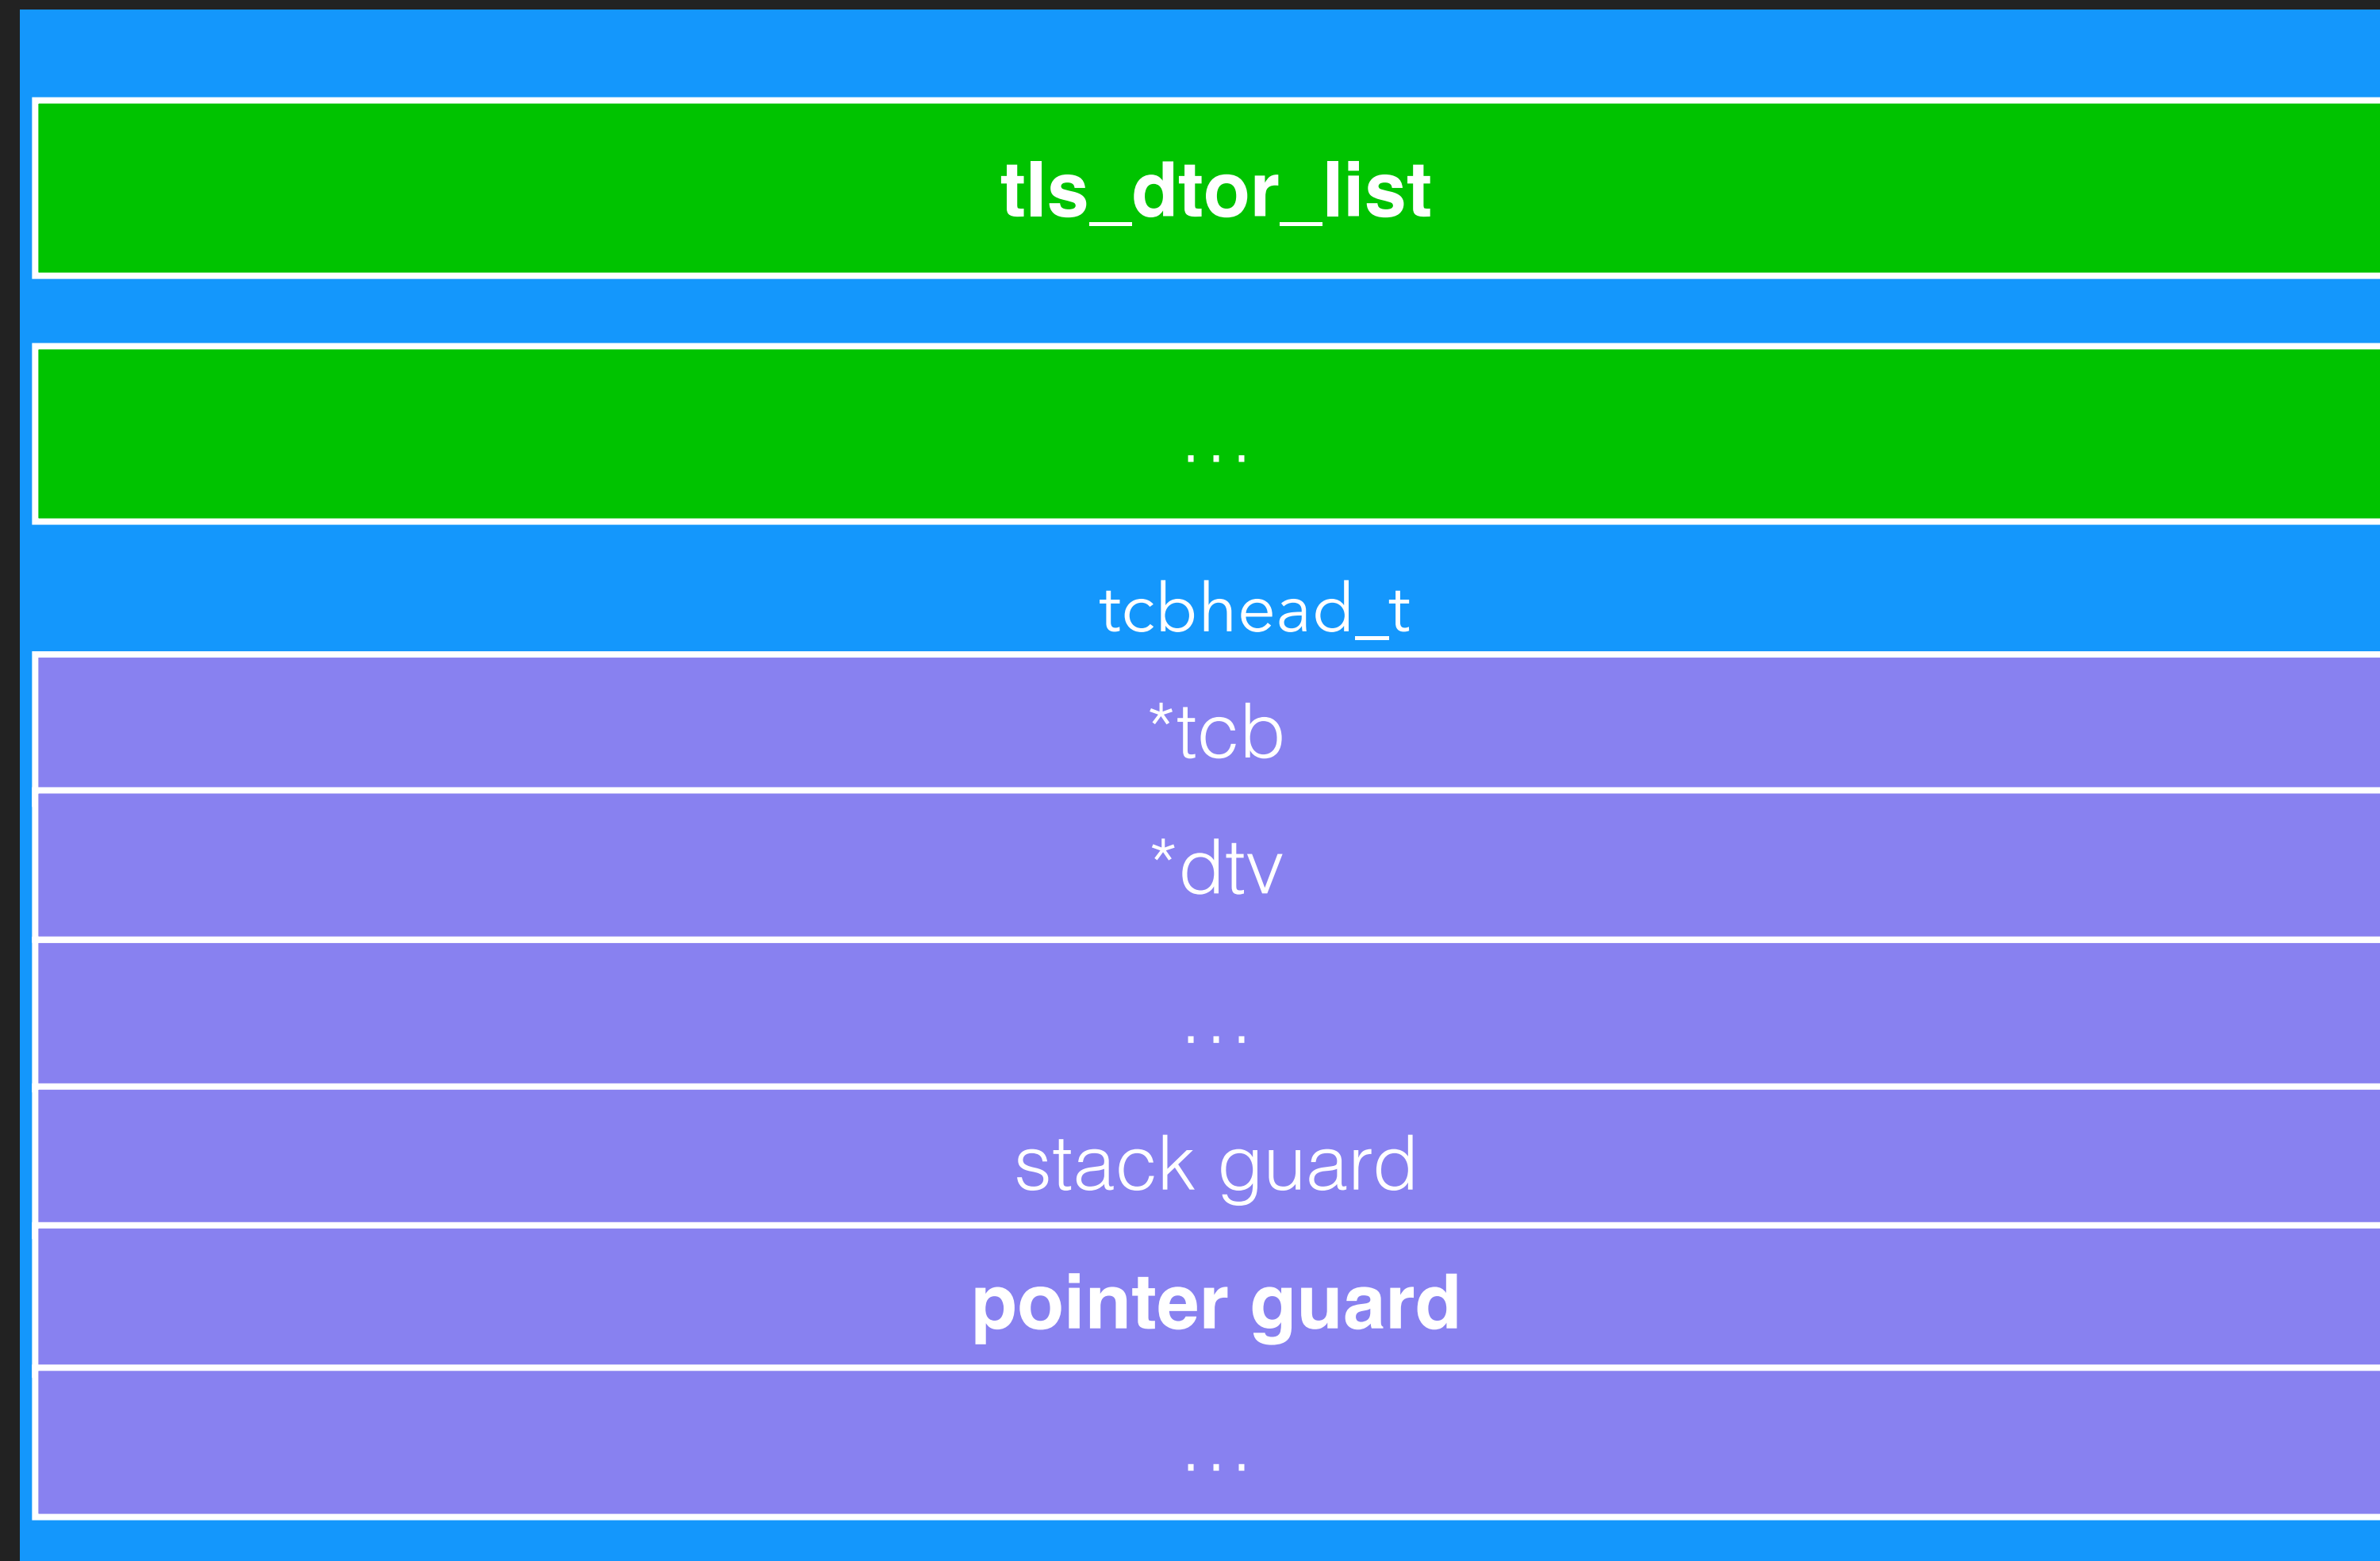 tls_dtor_list
...
tcbhead_t
*tcb
*dtv
...
stack guard
pointer guard
...